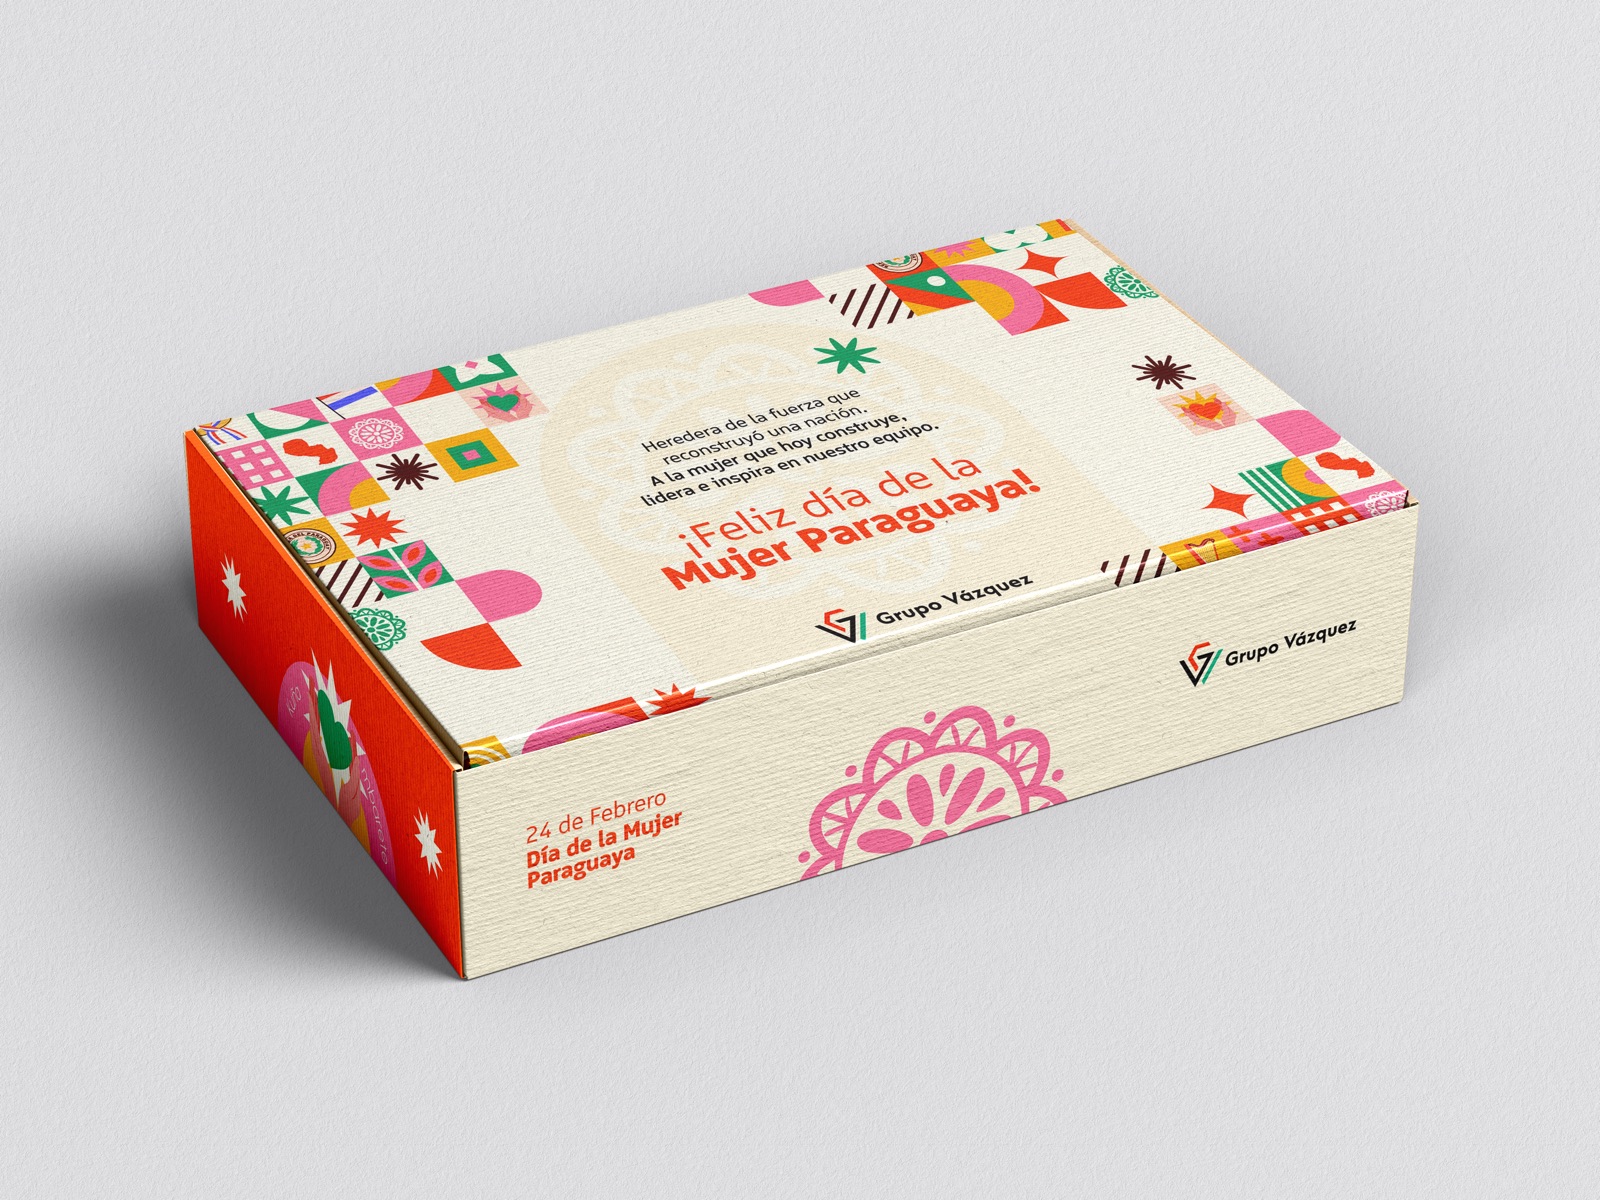 Heredera de la fuerza que
reconstruyó una nación.
A la mujer que hoy construye,
lidera e inspira en nuestro equipo.
¡Feliz día de la
Mujer Paraguaya!
Grupo Vázquez
Grupo Vázquez
24 de Febrero
Día de la Mujer
Paraguaya
mbarete